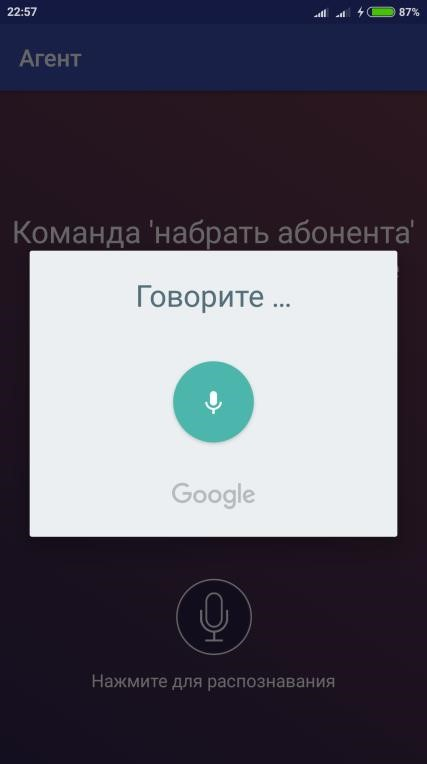 22:57
87%
Агент
Команда 'набрать абонента'
Говорите ...
Google
Нажмите для распознавания